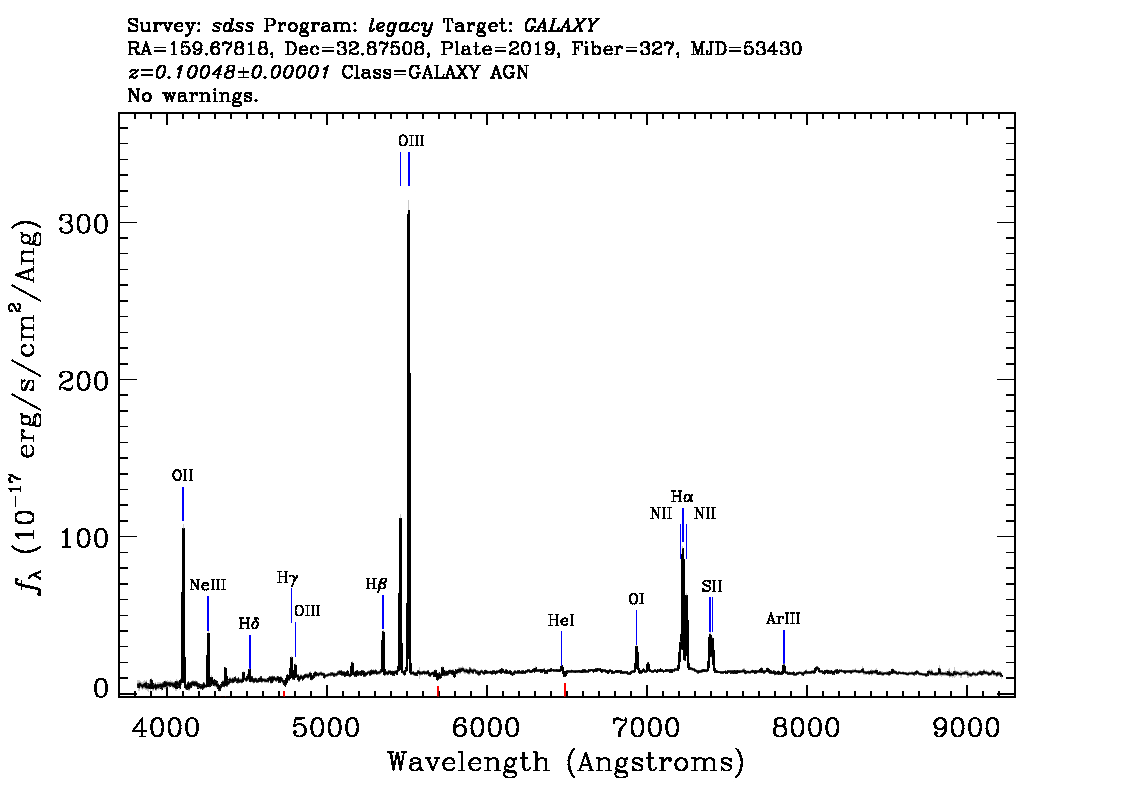 Survey: sdss Program: legacy Target: GALAXY
RA=159.67818, Dec=32.87508, Plate=2019, Fiber=327, MJD=53430
z=0.10048±0.00001 Class=GALAXY AGN
No warnings.
OIII
300
200
OII
Hα
NII NII
100
NeIII
Hγ
Hβ
SII
OIII
OI
Hδ
HeI
ArIII
0
4000 5000 6000 7000 8000 9000
Wavelength (Angstroms)
f_λ (10^−17 erg/s/cm^2/Ang)